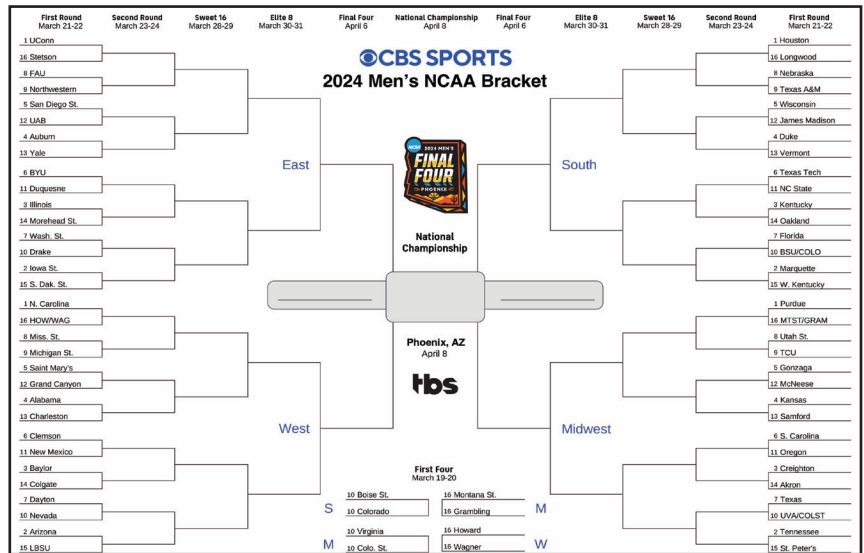 First Round
March 21-22
Second Round
March 23-24
Sweet 16
March 28-29
Elite 8
March 30-31
Final Four
April 6
National Championship
April 8
Final Four
April 6
Elite 8
March 30-31
Sweet 16
March 28-29
Second Round
March 23-24
First Round
March 21-22
CBS SPORTS
2024 Men's NCAA Bracket
1 UConn
16 Stetson
8 FAU
9 Northwestern
5 San Diego St.
12 UAB
4 Auburn
13 Yale
6 BYU
11 Duquesne
3 Illinois
14 Morehead St.
7 Wash. St.
10 Drake
2 Iowa St.
15 S. Dak. St.
East
1 N. Carolina
16 HOW/WAG
8 Miss. St.
9 Michigan St.
5 Saint Mary's
12 Grand Canyon
4 Alabama
13 Charleston
6 Clemson
11 New Mexico
3 Baylor
14 Colgate
7 Dayton
10 Nevada
2 Arizona
15 LBSU
West
NCAA
2024 MEN'S
FINAL
FOUR
PHOENIX
National
Championship
Phoenix, AZ
April 8
tbs
South
1 Houston
16 Longwood
8 Nebraska
9 Texas A&M
5 Wisconsin
12 James Madison
4 Duke
13 Vermont
6 Texas Tech
11 NC State
3 Kentucky
14 Oakland
7 Florida
10 BSU/COLO
2 Marquette
15 W. Kentucky
Midwest
1 Purdue
16 MTST/GRAM
8 Utah St.
9 TCU
5 Gonzaga
12 McNeese
4 Kansas
13 Samford
6 S. Carolina
11 Oregon
3 Creighton
14 Akron
7 Texas
10 UVA/COLST
2 Tennessee
15 St. Peter's
First Four
March 19-20
S
10 Boise St.
10 Colorado
16 Montana St.
16 Grambling
M
M
10 Virginia
10 Colo. St.
16 Howard
16 Wagner
W